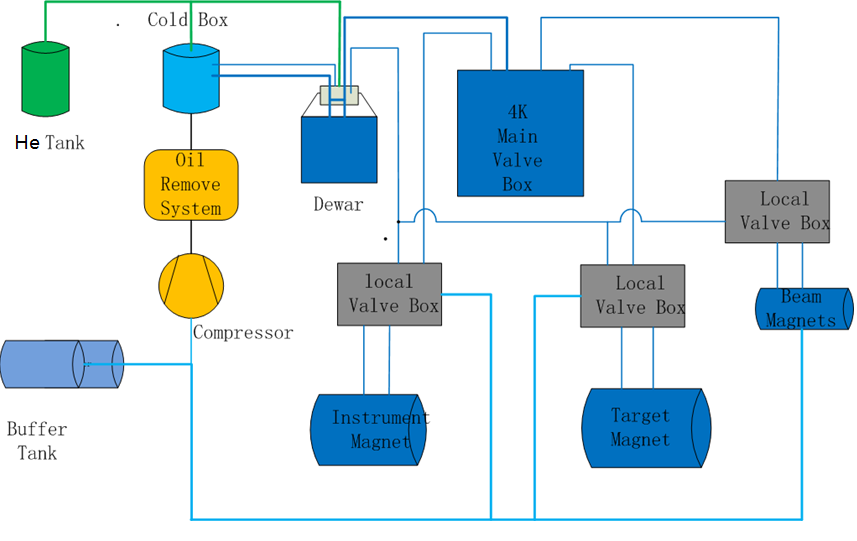 Cold Box
He Tank
Oil
Remove
System
Dewar
4K
Main
Valve
Box
Local
Valve Box
local
Valve Box
Local
Valve Box
Beam
Magnets
Compressor
Instrument
Magnet
Target
Magnet
Buffer
Tank